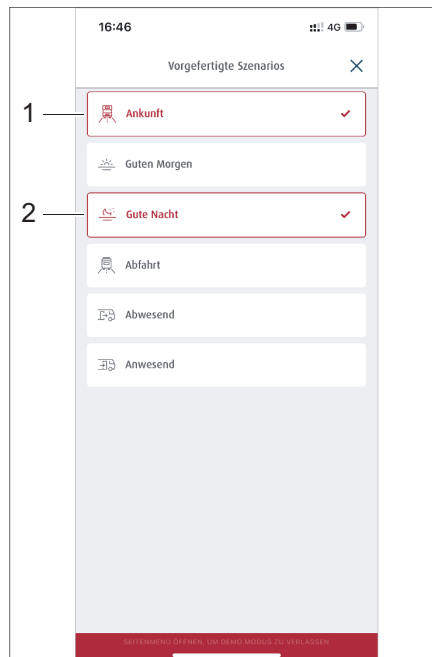 16:46 4G
Vorgefertigte Szenarios
1 Ankunft
Guten Morgen
2 Gute Nacht
Abfahrt
Abwesend
Anwesend
SEITENMENÜ ÖFFNEN, UM DEMO MODUS ZU VERLASSEN